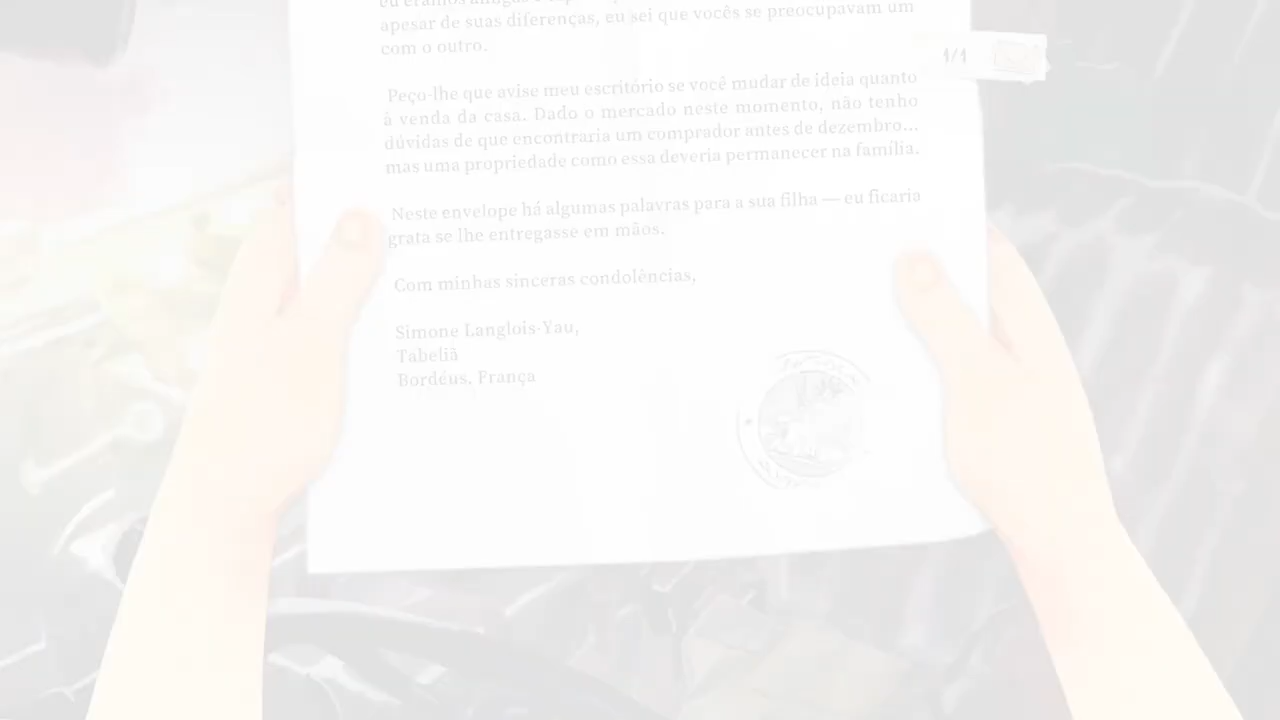 eu éramos amigas
apesar de suas diferenças, eu sei que vocês se preocupavam um
com o outro.
Peço-lhe que avise meu escritório se você mudar de ideia quanto
à venda da casa. Dado o mercado neste momento, não tenho
dúvidas de que encontraria um comprador antes de dezembro...
mas uma propriedade como essa deveria permanecer na família.
Neste envelope há algumas palavras para a sua filha — eu ficaria
grata se lhe entregasse em mãos.
Com minhas sinceras condolências,
Simone Langlois-Yau,
Tabeliã
Bordéus, França
1/1